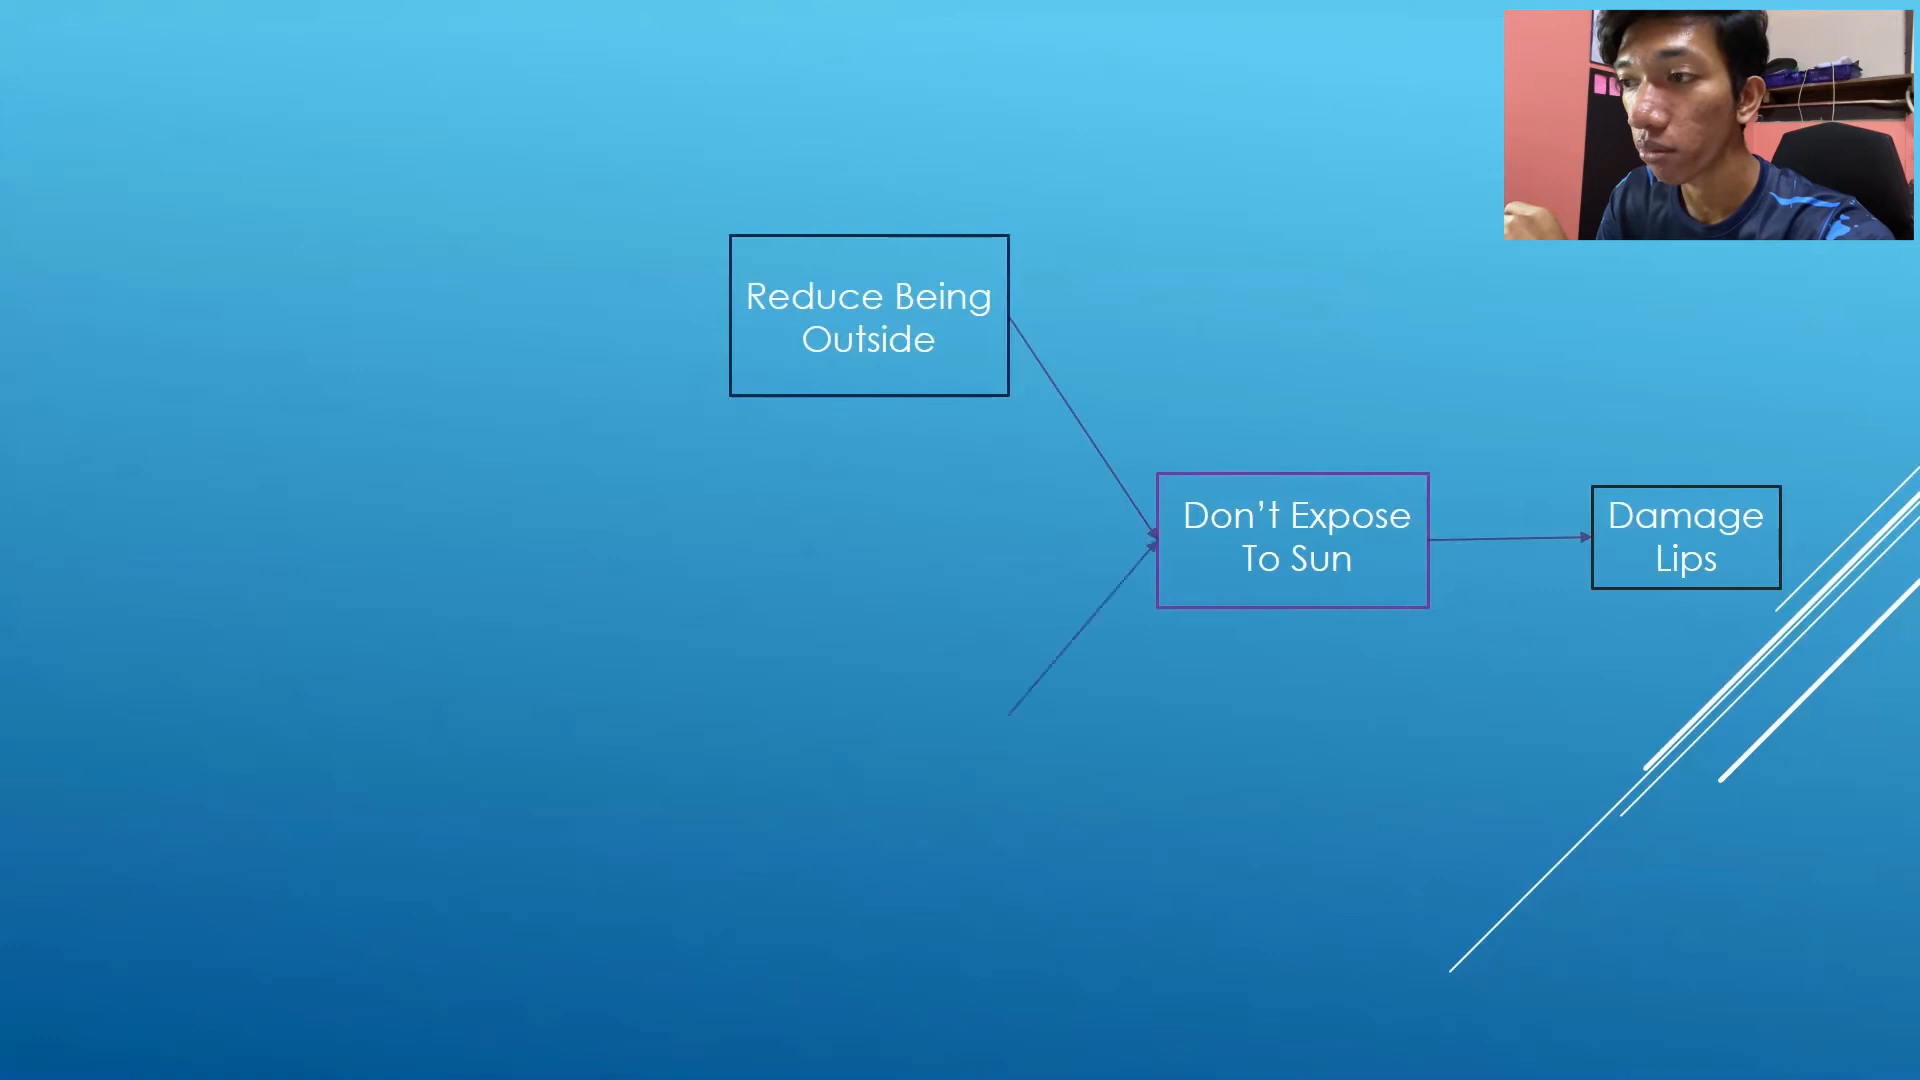 Reduce Being
Outside
Don’t Expose
To Sun
Damage
Lips